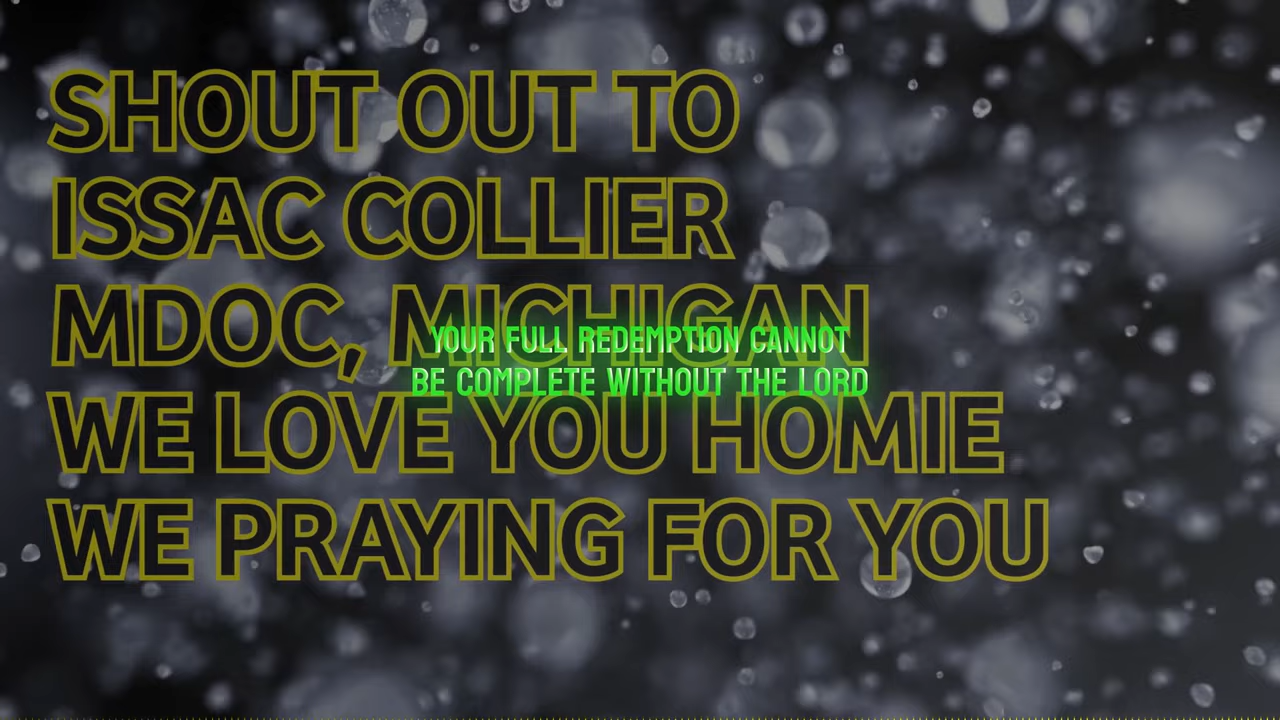 SHOUT OUT TO
ISSAC COLLIER
MDOC, MICHIGAN
WE LOVE YOU HOMIE
WE PRAYING FOR YOU
YOUR FULL REDEMPTION CANNOT
BE COMPLETE WITHOUT THE LORD